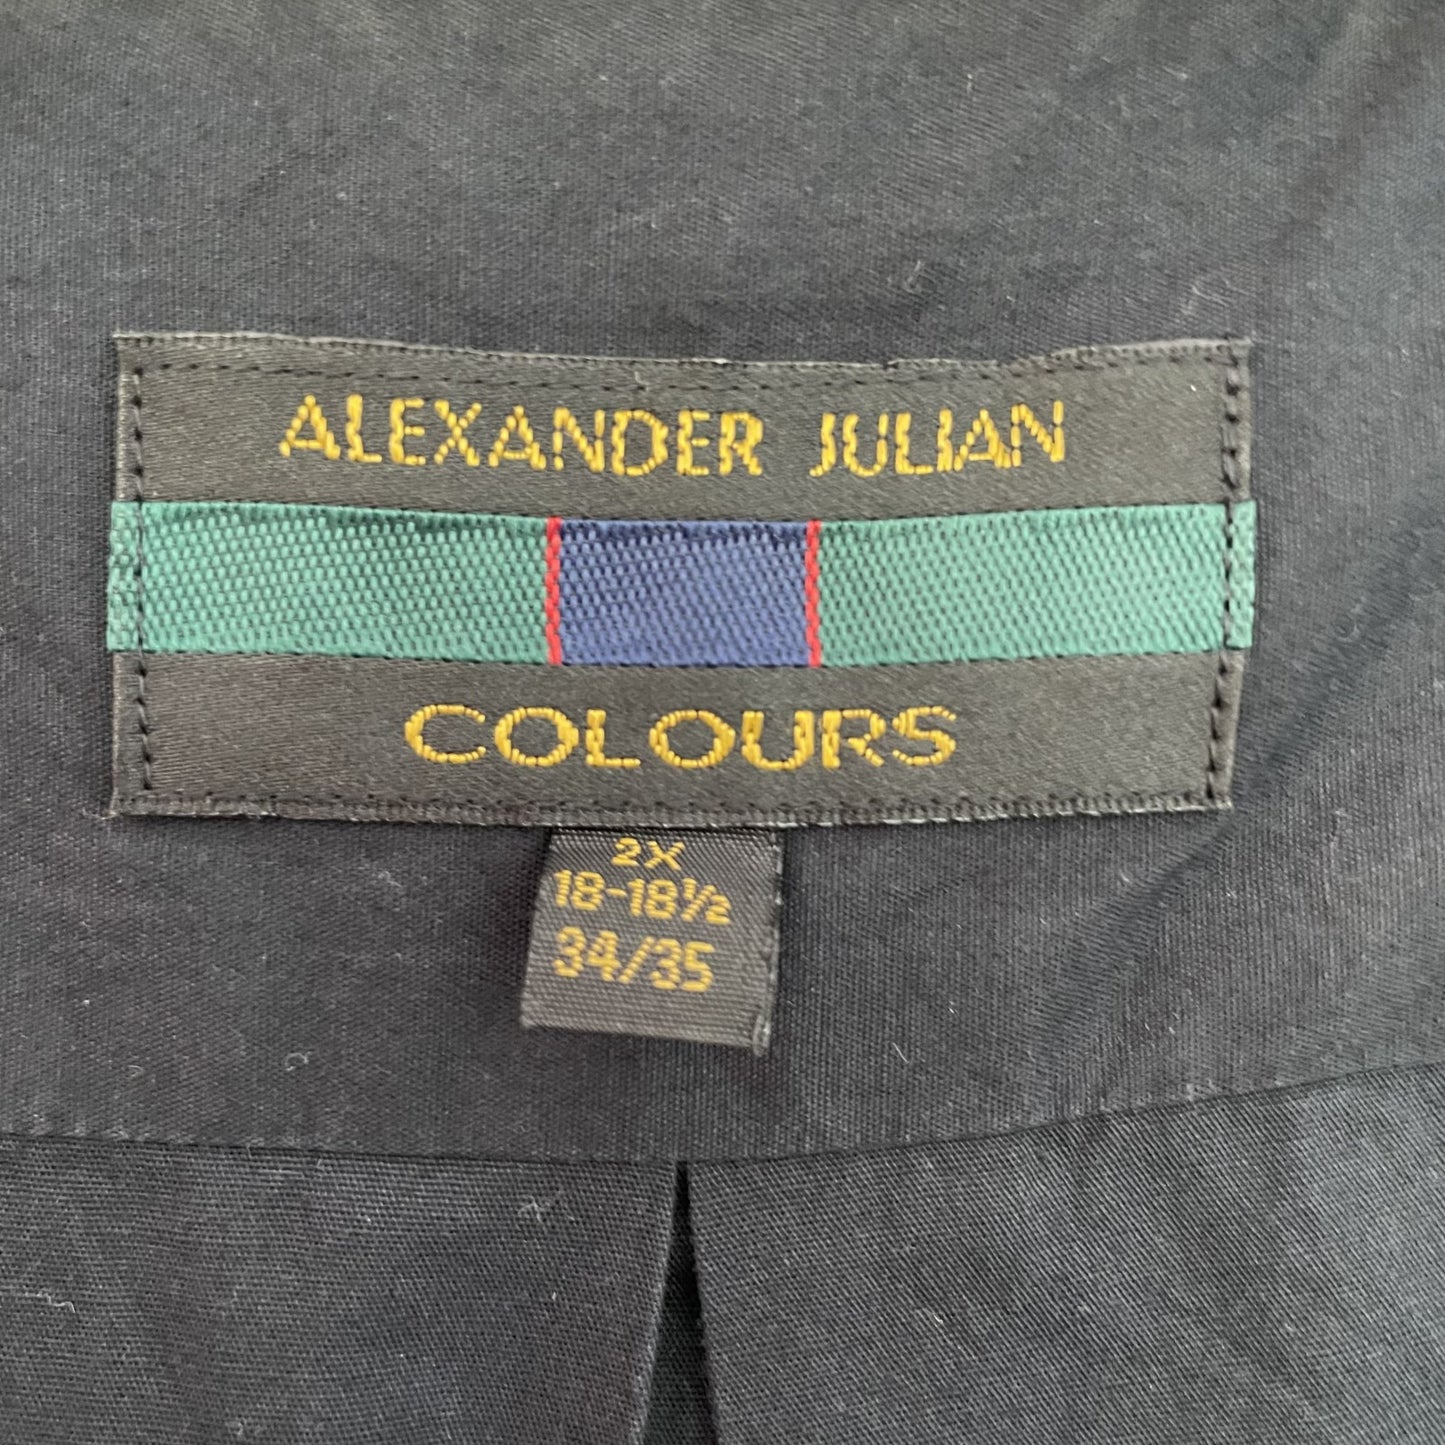 ALEXANDER JULIAN
COLOURS
2X
18-18½
34/35